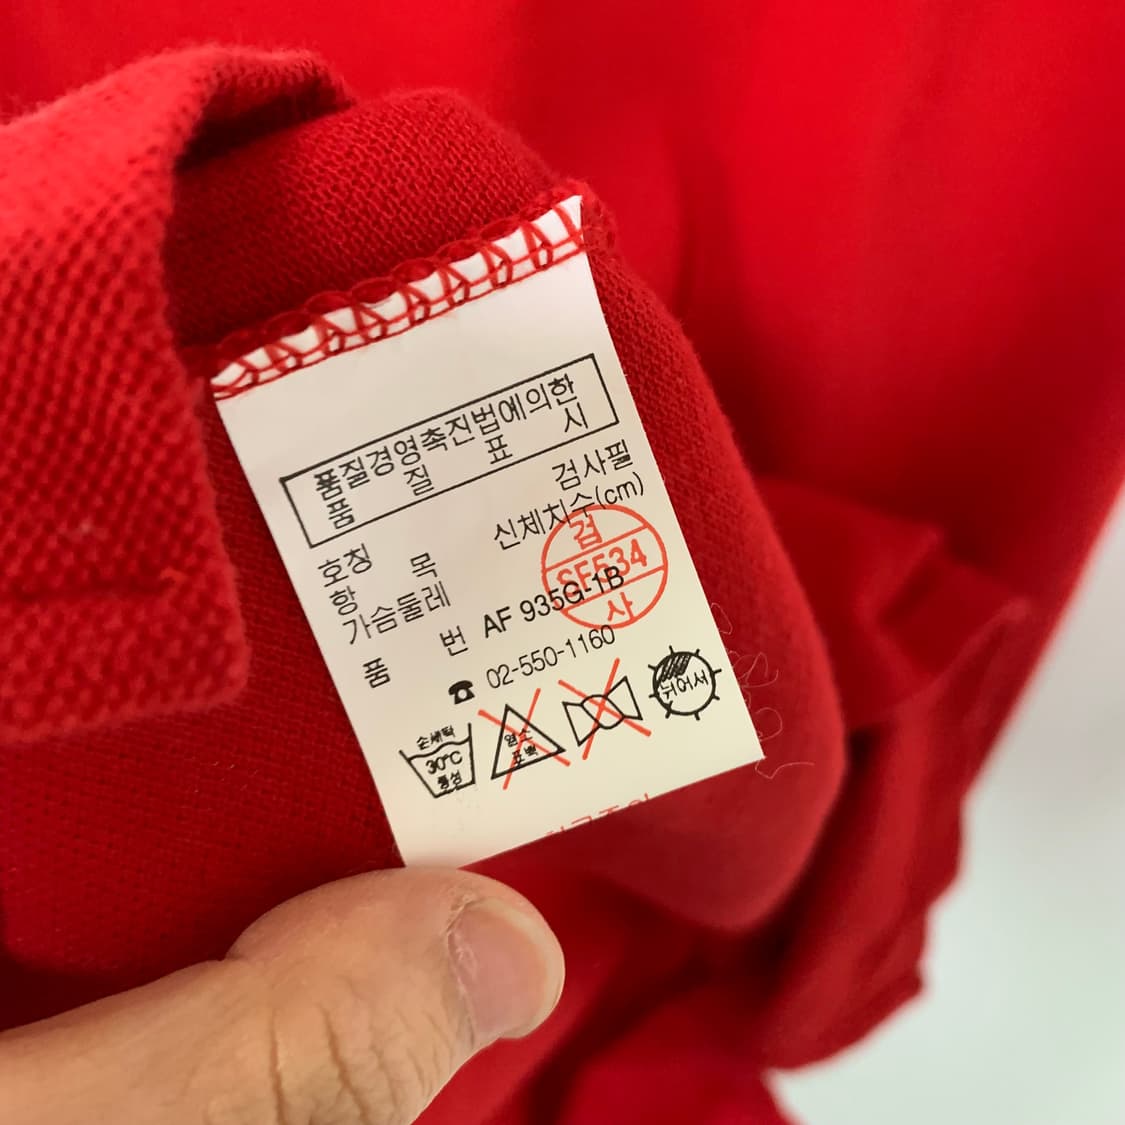 품질경영촉진법에의한
품 질 표 시
검사필
호칭 신체치수(cm)
항 목
가슴둘레
검
SF534
사
품 번 AF 935G-1B
☎ 02-550-1160
손세탁
30°C
중성
염소
표백
뉘어서